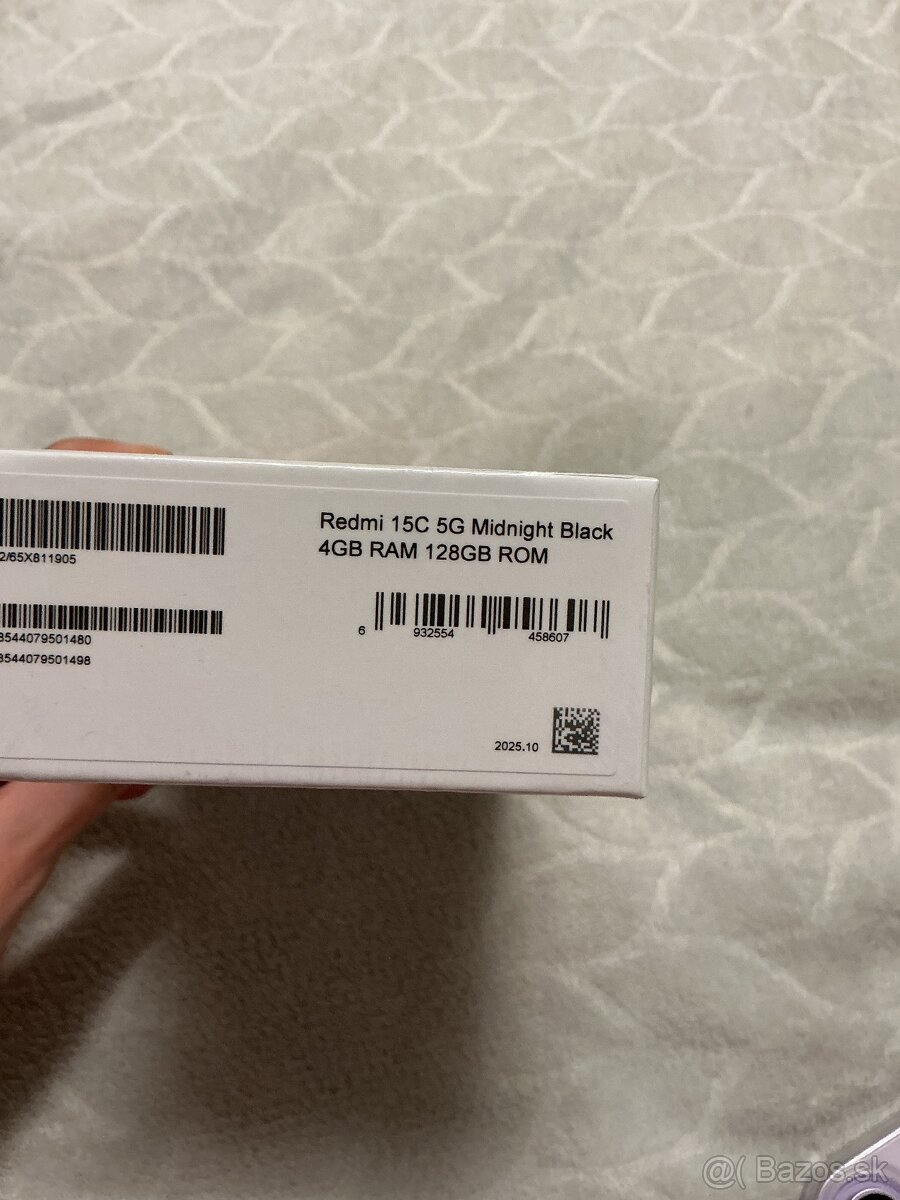 2/65X811905
8544079501480
8544079501498
Redmi 15C 5G Midnight Black
4GB RAM 128GB ROM
6 932554 458607
2025.10
@( Bazos.sk